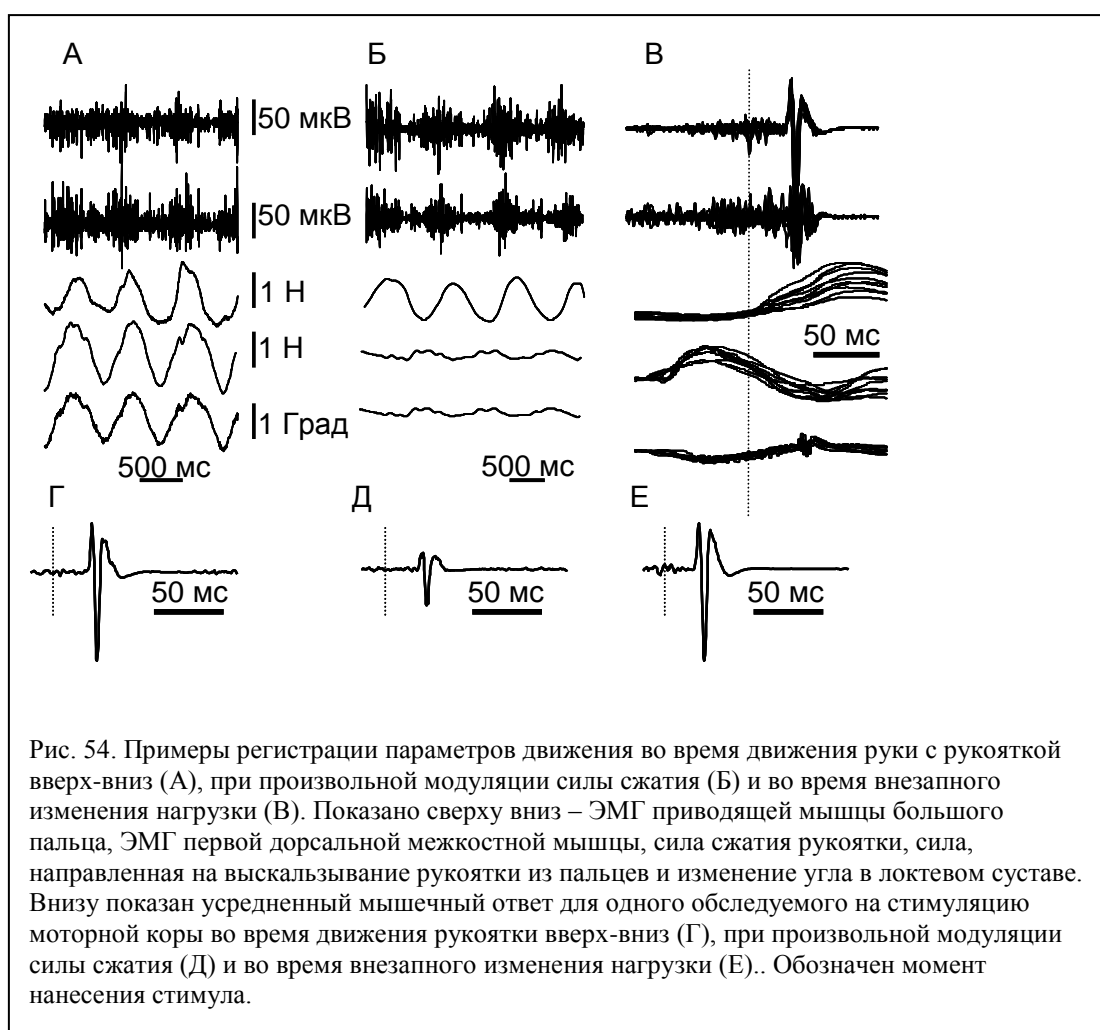 А Б В
50 мкВ
50 мкВ
1 Н
1 Н
50 мс
1 Град
500 мс 500 мс
Г Д Е
50 мс 50 мс 50 мс
Рис. 54. Примеры регистрации параметров движения во время движения руки с рукояткой
вверх-вниз (А), при произвольной модуляции силы сжатия (Б) и во время внезапного
изменения нагрузки (В). Показано сверху вниз – ЭМГ приводящей мышцы большого
пальца, ЭМГ первой дорсальной межкостной мышцы, сила сжатия рукоятки, сила,
направленная на выскальзывание рукоятки из пальцев и изменение угла в локтевом суставе.
Внизу показан усредненный мышечный ответ для одного обследуемого на стимуляцию
моторной коры во время движения рукоятки вверх-вниз (Г), при произвольной модуляции
силы сжатия (Д) и во время внезапного изменения нагрузки (Е).. Обозначен момент
нанесения стимула.